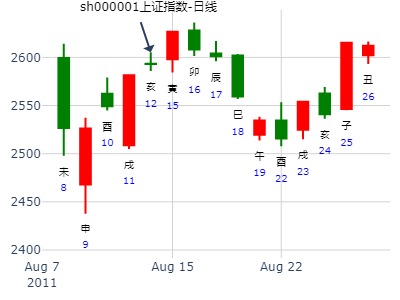 sh000001上证指数-日线
2600
2550
2500
2450
2400
未
8
申
9
酉
10
戌
11
亥
12
寅
15
卯
16
辰
17
巳
18
午
19
酉
22
戌
23
亥
24
子
25
丑
26
Aug 7
2011
Aug 15
Aug 22